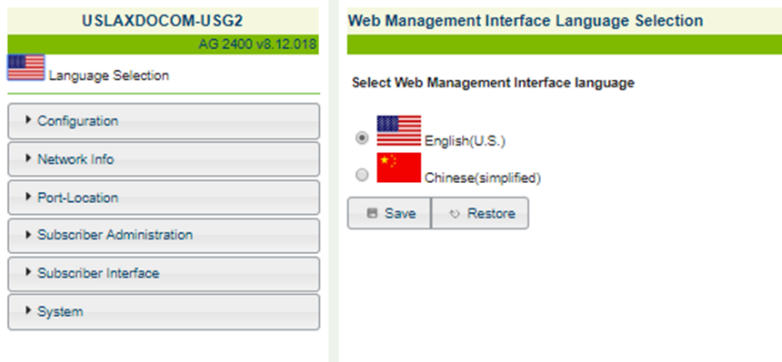 USLAXDOCOM-USG2
AG 2400 v8.12.018
Language Selection
Configuration
Network Info
Port-Location
Subscriber Administration
Subscriber Interface
System
Web Management Interface Language Selection
Select Web Management Interface language
English(U.S.)
Chinese(simplified)
Save
Restore